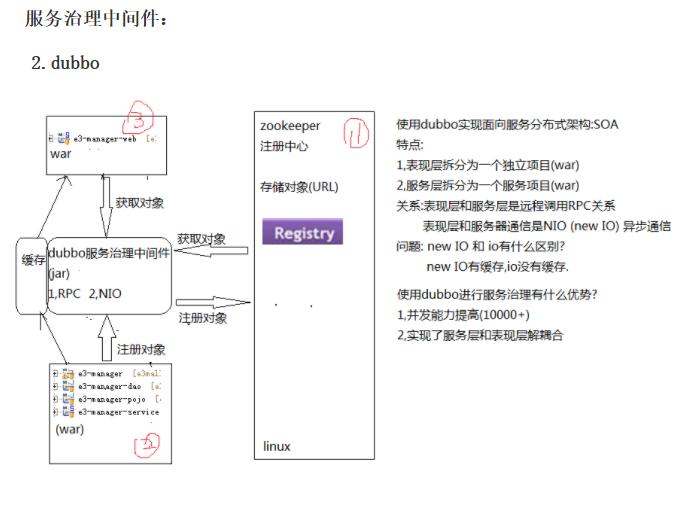 服务治理中间件：
2.dubbo
③
e3-manager-web [e
war
获取对象
缓存
dubbo服务治理中间件
(jar)
1,RPC 2,NIO
获取对象
注册对象
注册对象
e3-manager [e3mal
e3-manager-dao [e
e3-manager-pojo [
e3-manager-service
(war)
②
zookeeper
注册中心
①
存储对象(URL)
Registry
linux
使用dubbo实现面向服务分布式架构:SOA
特点:
1,表现层拆分为一个独立项目(war)
2,服务层拆分为一个服务项目(war)
关系:表现层和服务层是远程调用RPC关系
表现层和服务器通信是NIO (new IO) 异步通信
问题: new IO 和 io有什么区别?
new IO有缓存,io没有缓存.
使用dubbo进行服务治理有什么优势?
1,并发能力提高(10000+)
2,实现了服务层和表现层解耦合